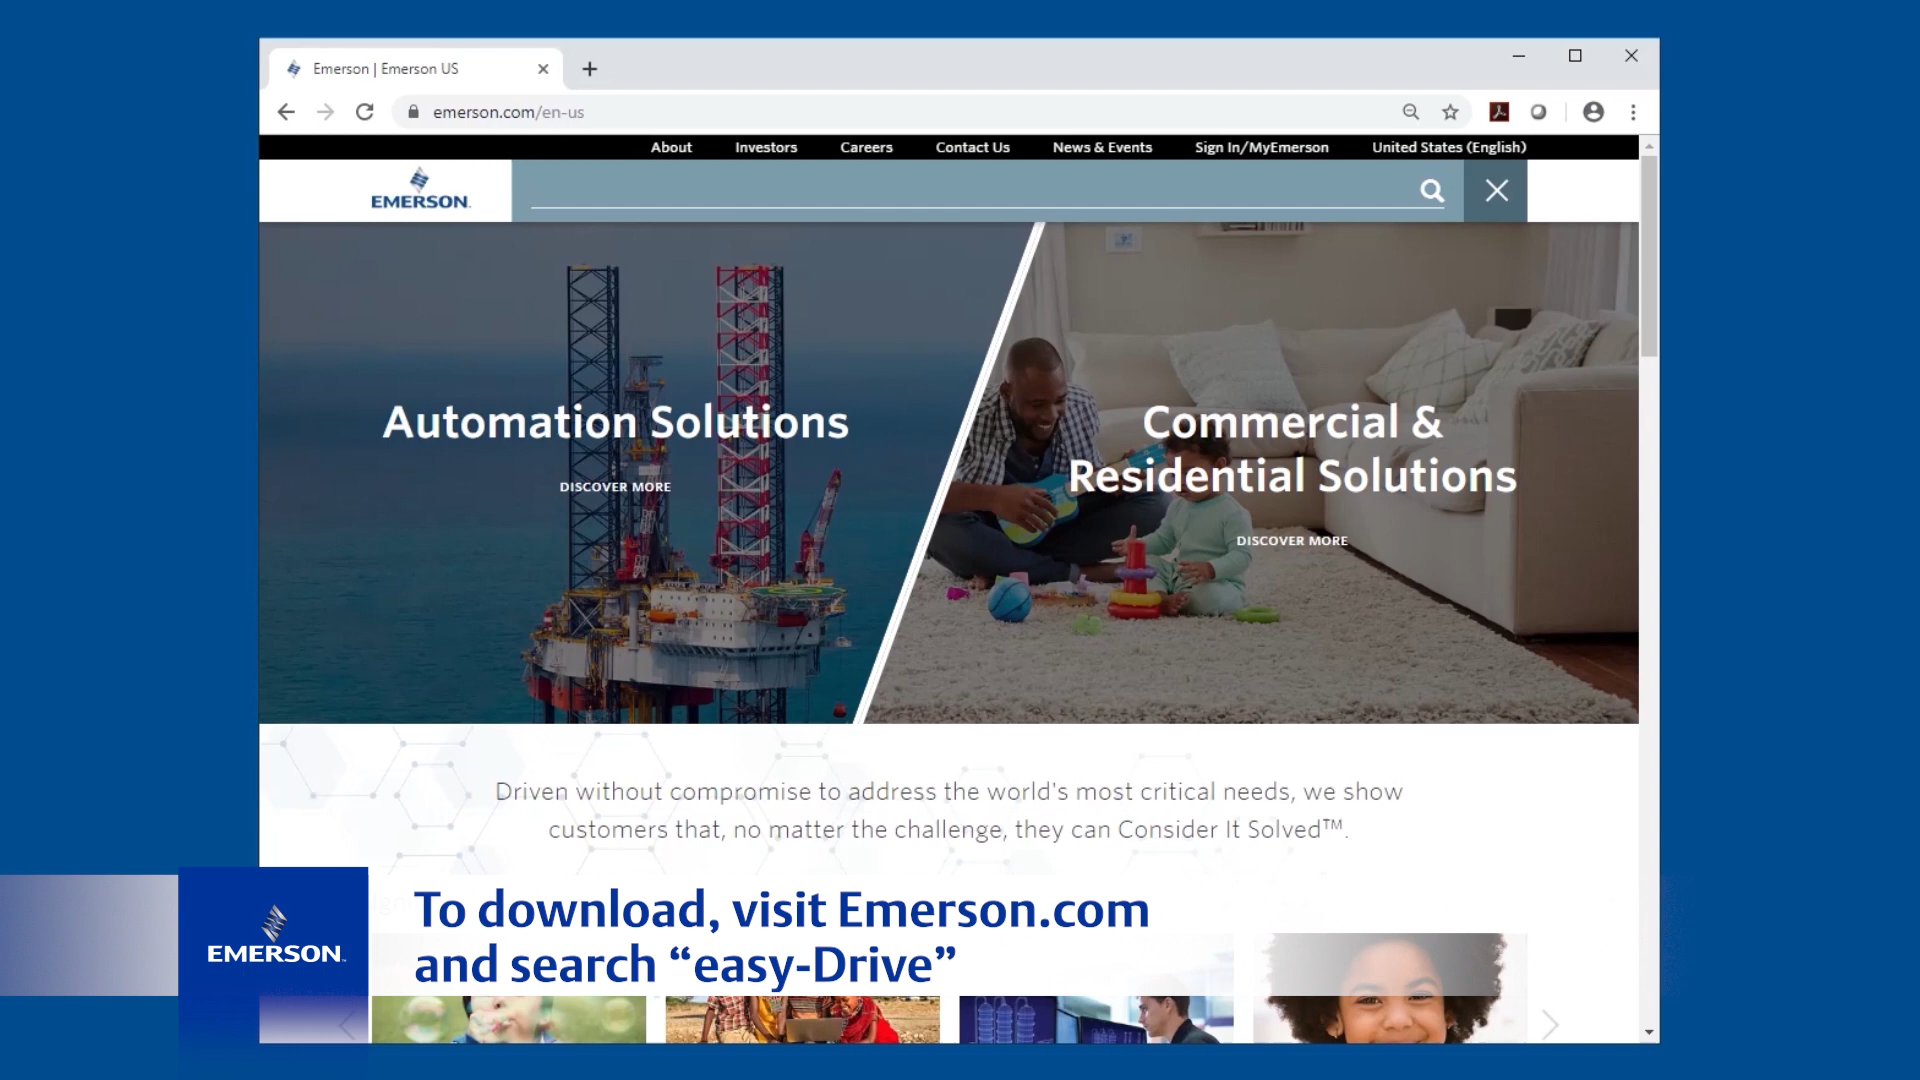 Emerson | Emerson US
emerson.com/en-us
About Investors Careers Contact Us News & Events Sign In/MyEmerson United States (English)
EMERSON
Automation Solutions
DISCOVER MORE
Commercial &
Residential Solutions
DISCOVER MORE
Driven without compromise to address the world's most critical needs, we show
customers that, no matter the challenge, they can Consider It Solved™.
EMERSON
To download, visit Emerson.com
and search “easy-Drive”